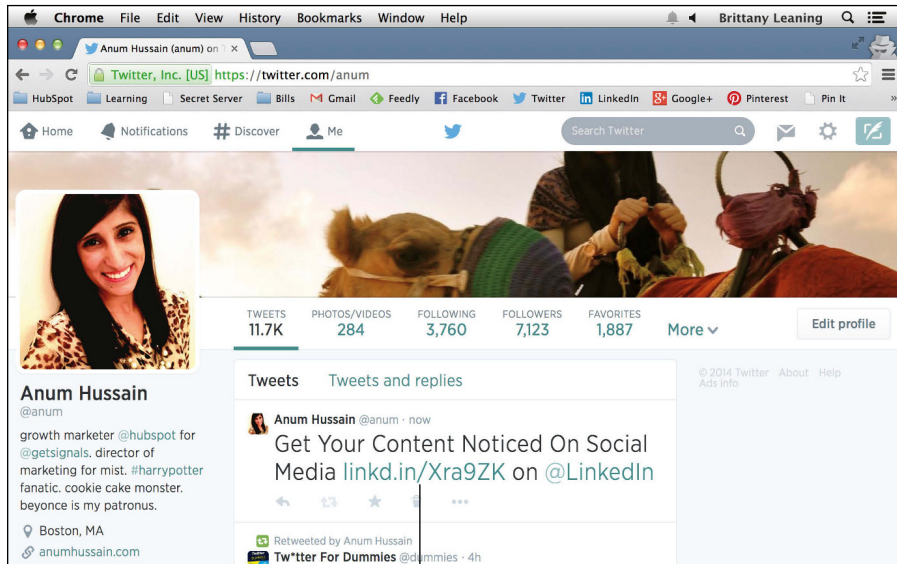 Chrome File Edit View History Bookmarks Window Help Brittany Leaning
Anum Hussain (anum) on T
Twitter, Inc. [US] https://twitter.com/anum
HubSpot Learning Secret Server Bills Gmail Feedly Facebook Twitter LinkedIn Google+ Pinterest Pin It »
Home Notifications Discover Me Search Twitter
TWEETS PHOTOS/VIDEOS FOLLOWING FOLLOWERS FAVORITES
11.7K 284 3,760 7,123 1,887 More Edit profile
Anum Hussain
@anum
growth marketer @hubspot for
@getsignals. director of
marketing for mist. #harrypotter
fanatic. cookie cake monster.
beyonce is my patronus.
Boston, MA
anumhussain.com
Tweets Tweets and replies
Anum Hussain @anum · now
Get Your Content Noticed On Social
Media linkd.in/Xra9ZK on @LinkedIn
Retweeted by Anum Hussain
Tw*tter For Dummies @dummies · 4h
© 2014 Twitter About Help
Ads info